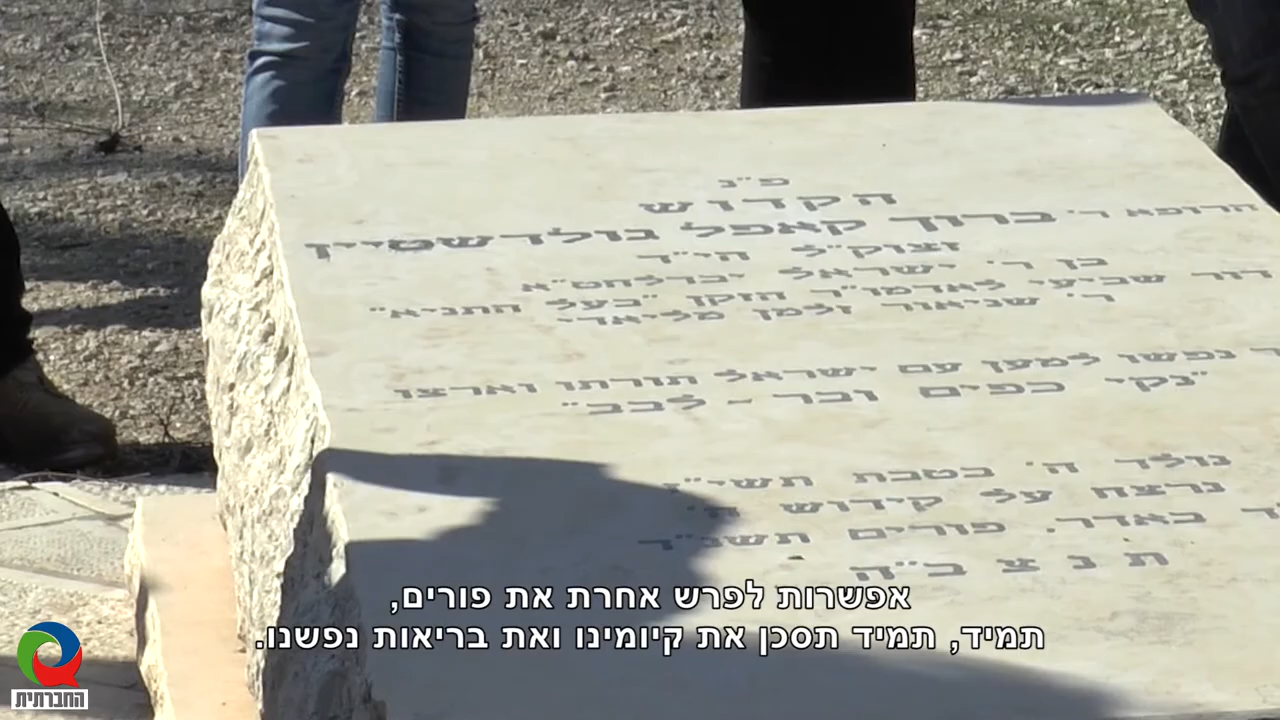 פ״נ
הקדוש
הרופא ר׳ ברוך קאפל גולדשטיין
זצוק״ל הי״ד
בן ר׳ ישראל יבדלחט״א
דור שביעי לאדמו״ר הזקן "בעל התניא"
ר׳ שניאור זלמן מליאדי
נפשו למען עם ישראל תורתו וארצו
"נקי כפים ובר - לבב"
נולד ה׳ בטבת תשי״ז
נרצח על קידוש ה׳
באדר. פורים תשנ״ד
ת נ צ ב״ה
אפשרות לפרש אחרת את פורים,
תמיד, תמיד תסכן את קיומינו ואת בריאות נפשנו.
החברתית